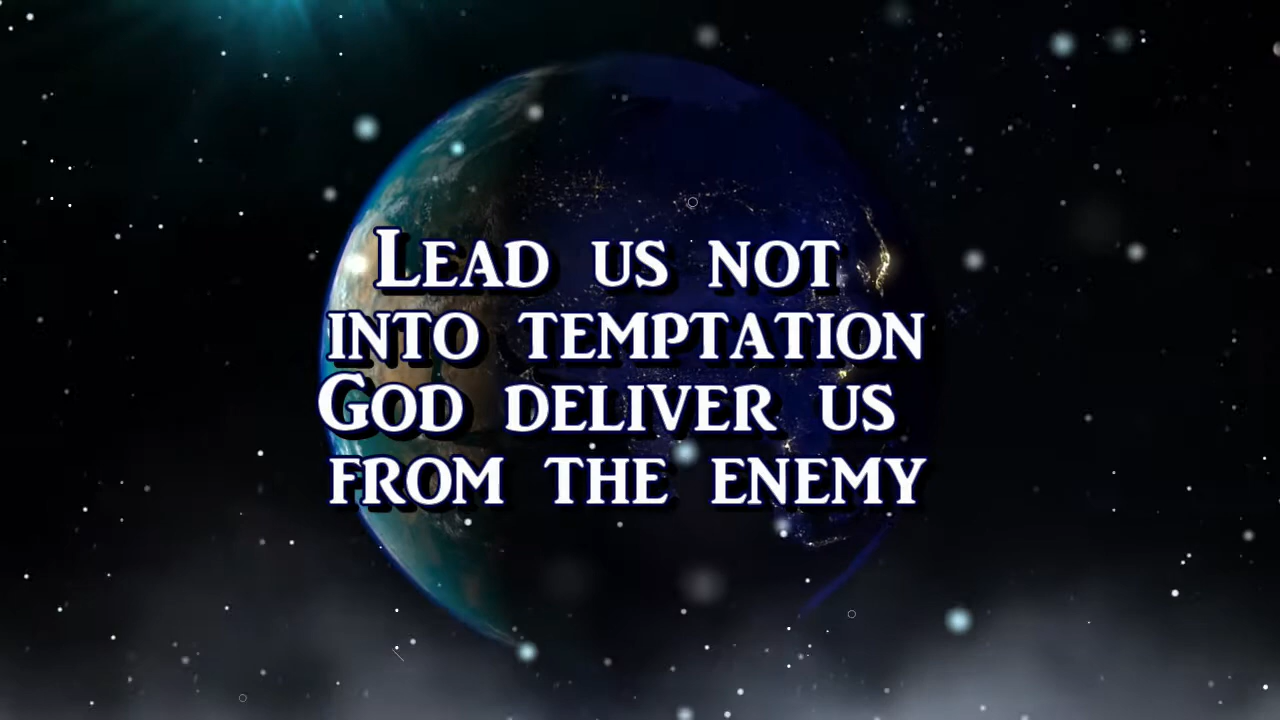 Lead us not
into temptation
God deliver us
from the enemy